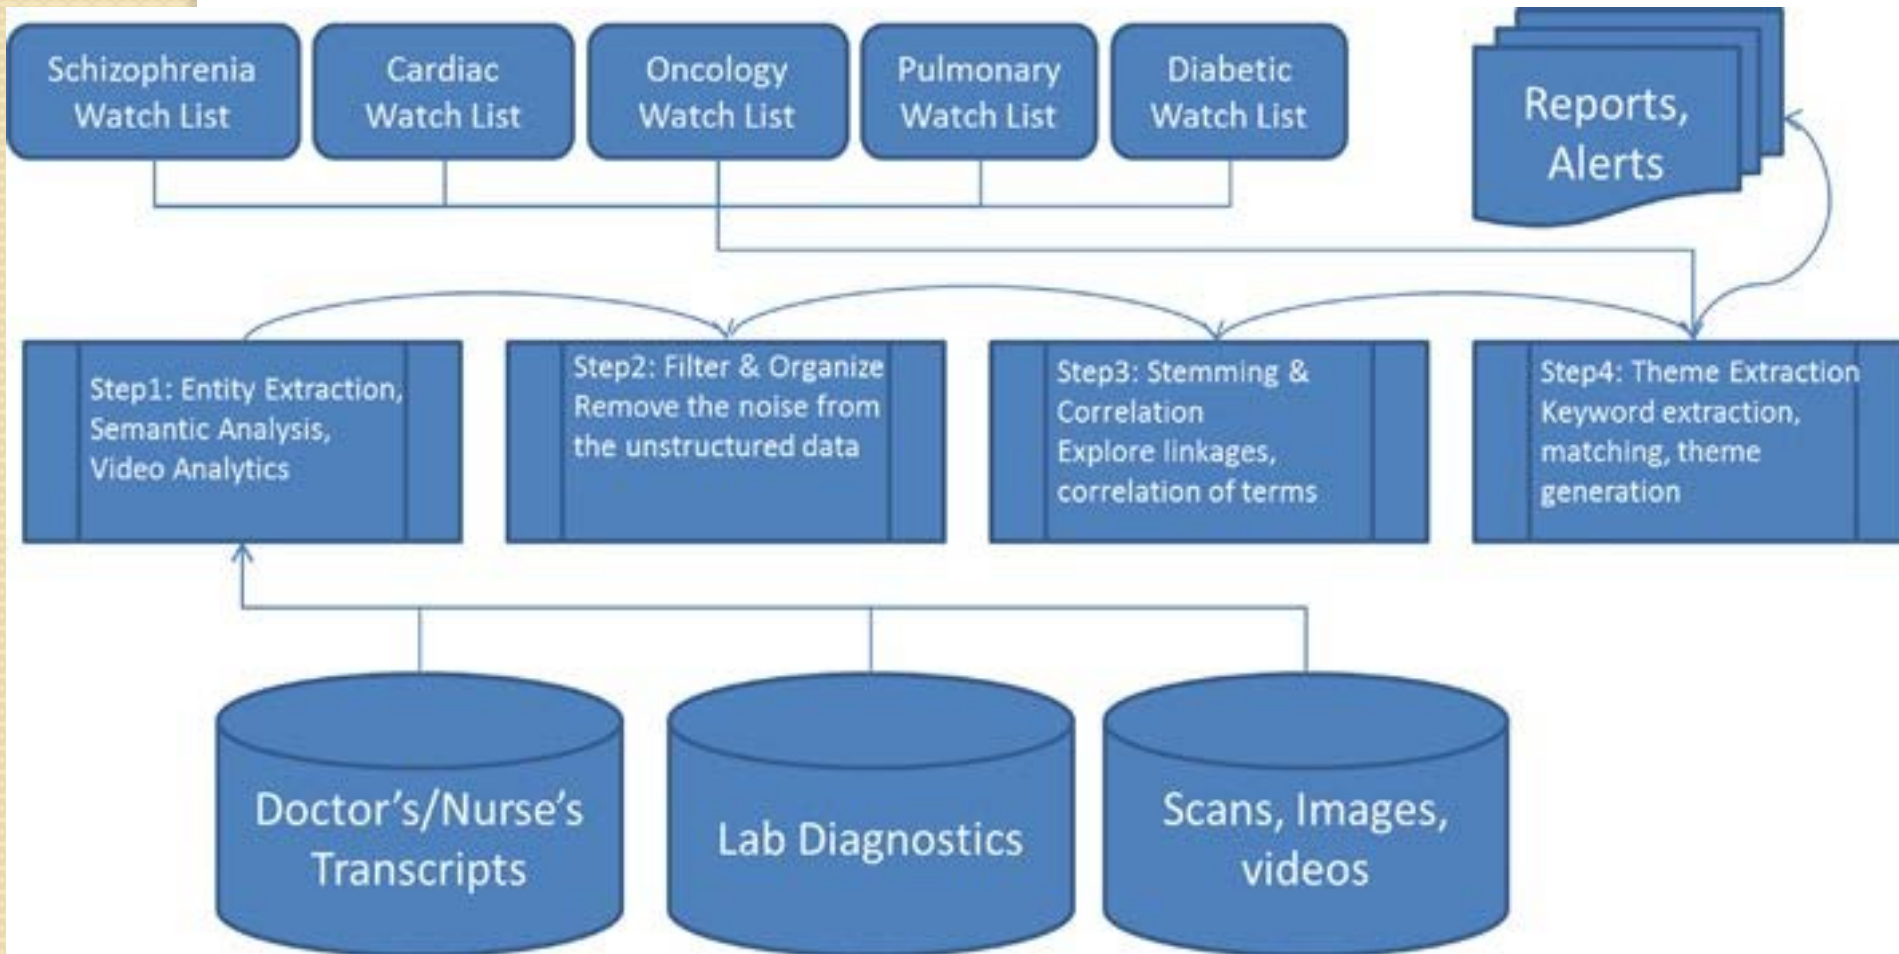 Schizophrenia
Watch List
Cardiac
Watch List
Oncology
Watch List
Pulmonary
Watch List
Diabetic
Watch List
Reports,
Alerts
Step1: Entity Extraction,
Semantic Analysis,
Video Analytics
Step2: Filter & Organize
Remove the noise from
the unstructured data
Step3: Stemming &
Correlation
Explore linkages,
correlation of terms
Step4: Theme Extraction
Keyword extraction,
matching, theme
generation
Doctor’s/Nurse’s
Transcripts
Lab Diagnostics
Scans, Images,
videos